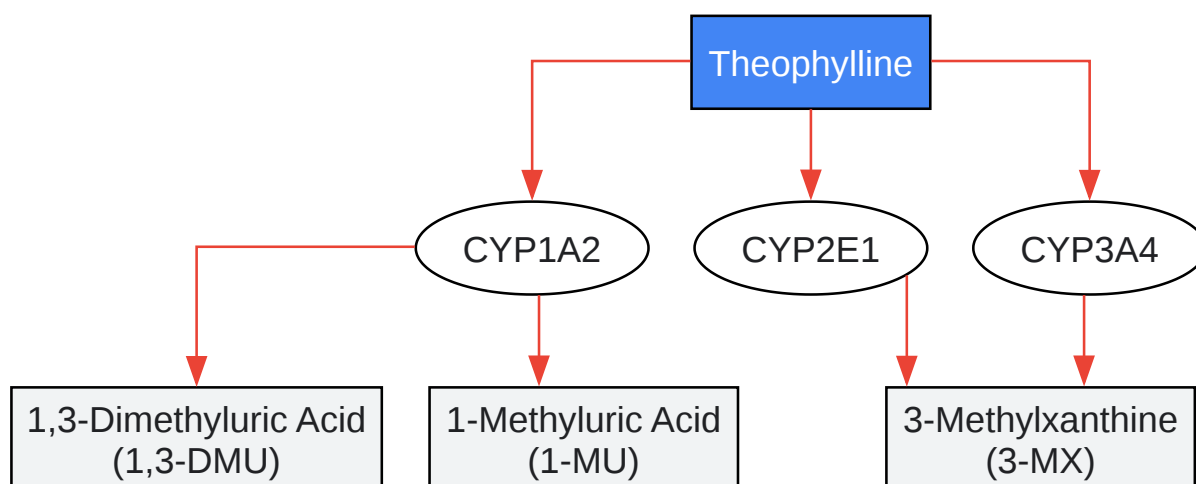 Theophylline
CYP1A2
CYP2E1
CYP3A4
1,3-Dimethyluric Acid
(1,3-DMU)
1-Methyluric Acid
(1-MU)
3-Methylxanthine
(3-MX)